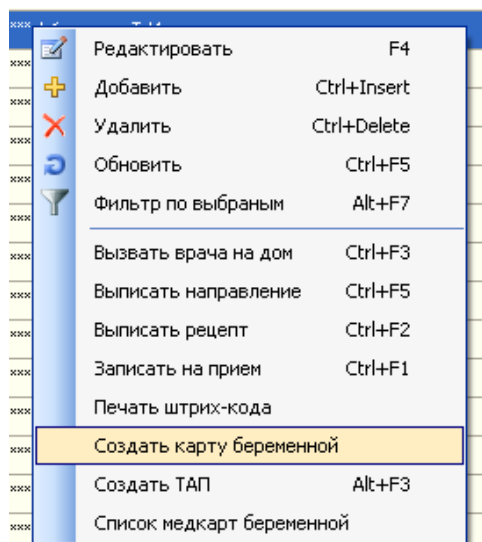 Редактировать F4
Добавить Ctrl+Insert
Удалить Ctrl+Delete
Обновить Ctrl+F5
Фильтр по выбраным Alt+F7
Вызвать врача на дом Ctrl+F3
Выписать направление Ctrl+F5
Выписать рецепт Ctrl+F2
Записать на прием Ctrl+F1
Печать штрих-кода
Создать карту беременной
Создать ТАП Alt+F3
Список медкарт беременной